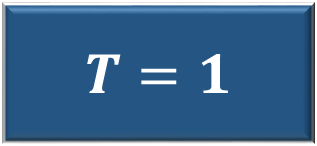 T = 1